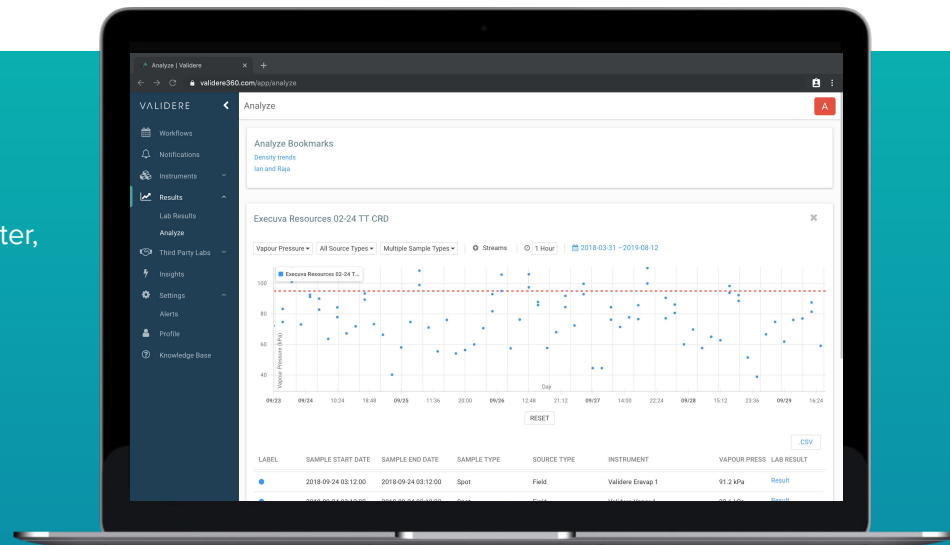 ter,
Analyze | Validere
validere360.com/app/analyze
VALIDERE
Analyze
A
Workflows
Notifications
Instruments
Results
Lab Results
Analyze
Third Party Labs
Insights
Settings
Alerts
Profile
Knowledge Base
Analyze Bookmarks
Density trends
Ian and Raja
Execuva Resources 02-24 TT CRD
Vapour Pressure All Source Types Multiple Sample Types Streams 1 Hour 2018-03-31 –2019-08-12
Execuva Resources 02-24 T...
100
80
60
40
Vapour Pressure (kPa)
Day
09/23 09/24 10:24 18:48 09/25 11:36 20:00 09/26 12:48 21:12 09/27 14:00 22:24 09/28 15:12 23:36 09/29 16:24
RESET
.CSV
LABEL SAMPLE START DATE SAMPLE END DATE SAMPLE TYPE SOURCE TYPE INSTRUMENT VAPOUR PRESS LAB RESULT
2018-09-24 03:12:00 2018-09-24 03:12:00 Spot Field Validere Eravap 1 91.2 kPa Result